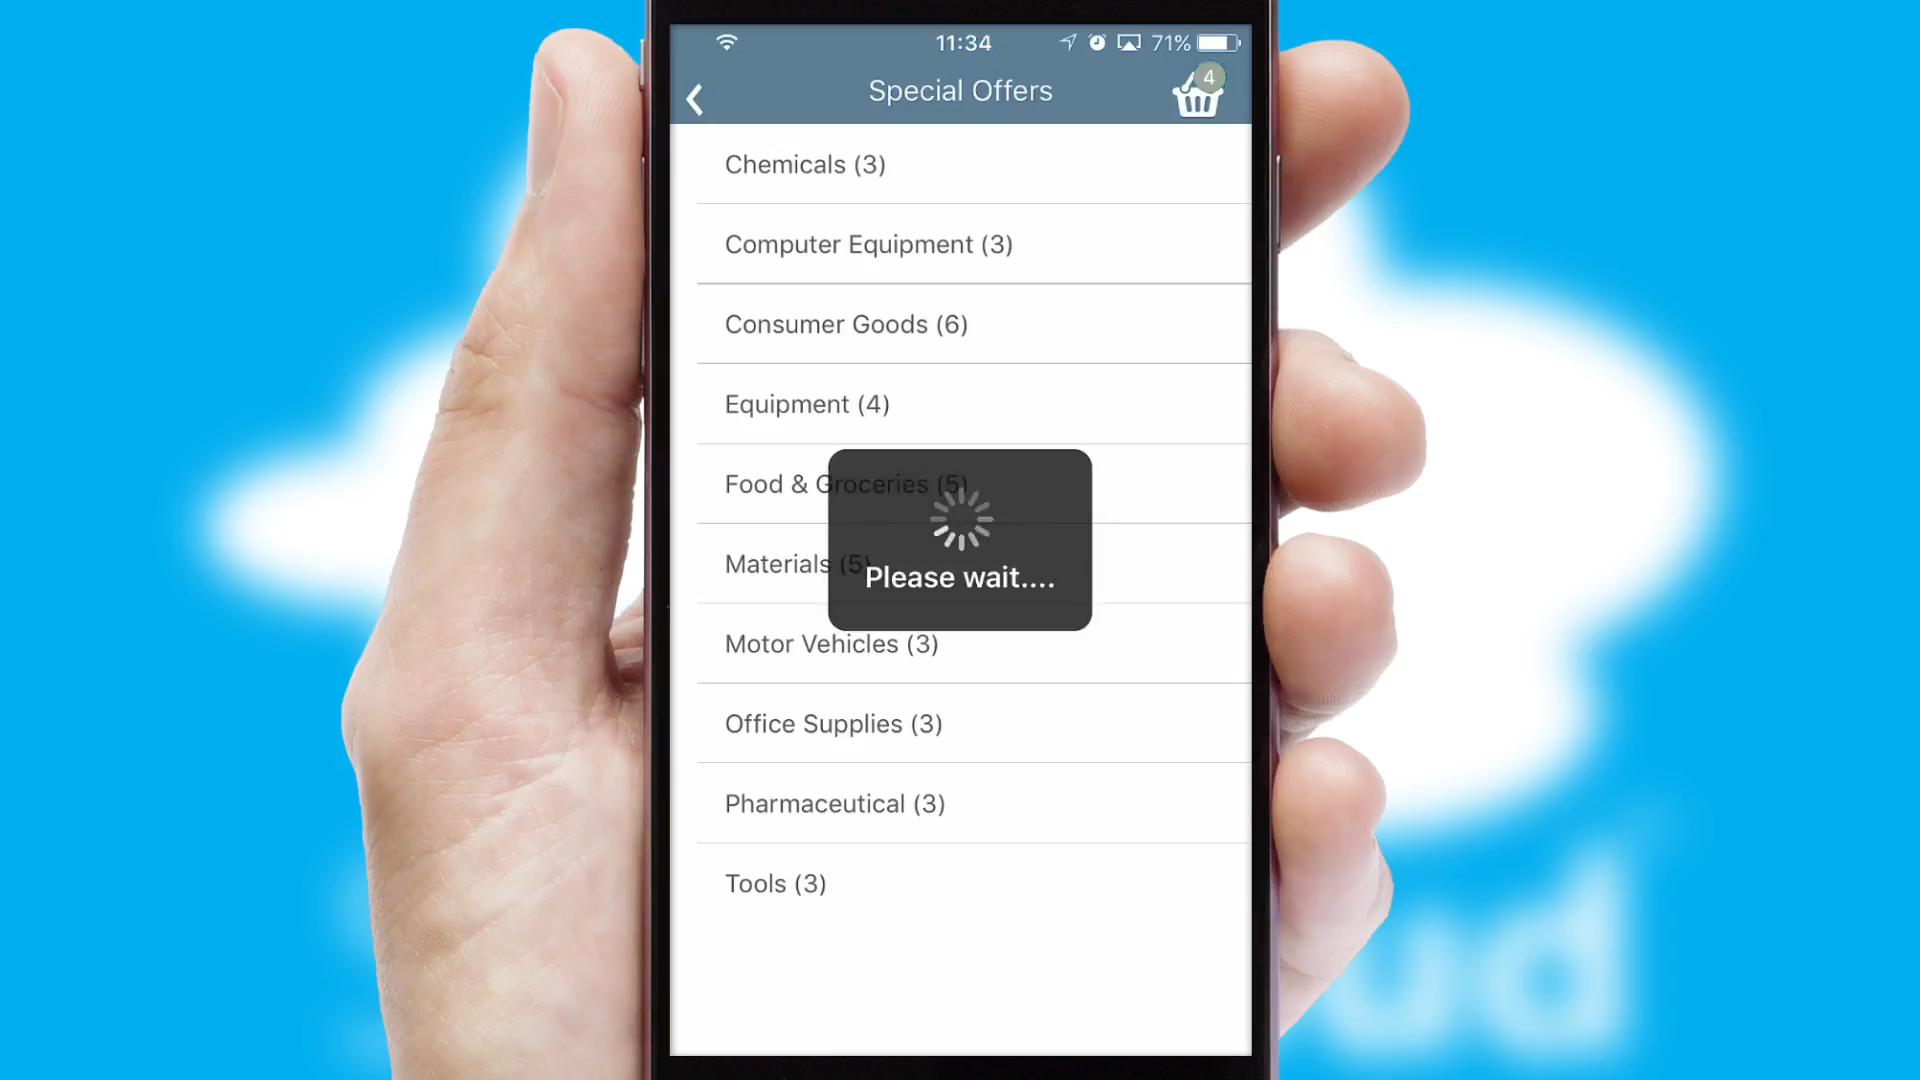 11:34
71%
Special Offers
4
Chemicals (3)
Computer Equipment (3)
Consumer Goods (6)
Equipment (4)
Food & Groceries (5)
Materials (5)
Please wait....
Motor Vehicles (3)
Office Supplies (3)
Pharmaceutical (3)
Tools (3)